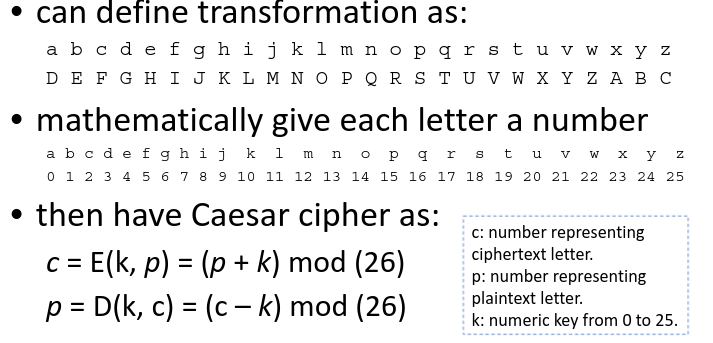 • can define transformation as:
a b c d e f g h i j k l m n o p q r s t u v w x y z
D E F G H I J K L M N O P Q R S T U V W X Y Z A B C
• mathematically give each letter a number
a b c d e f g h i j k l m n o p q r s t u v w x y z
0 1 2 3 4 5 6 7 8 9 10 11 12 13 14 15 16 17 18 19 20 21 22 23 24 25
• then have Caesar cipher as:
c = E(k, p) = (p + k) mod (26)
p = D(k, c) = (c – k) mod (26)
c: number representing
ciphertext letter.
p: number representing
plaintext letter.
k: numeric key from 0 to 25.